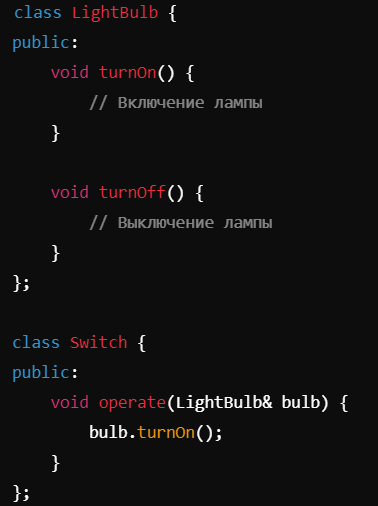 class LightBulb {
public:
    void turnOn() {
        // Включение лампы
    }

    void turnOff() {
        // Выключение лампы
    }
};

class Switch {
public:
    void operate(LightBulb& bulb) {
        bulb.turnOn();
    }
};